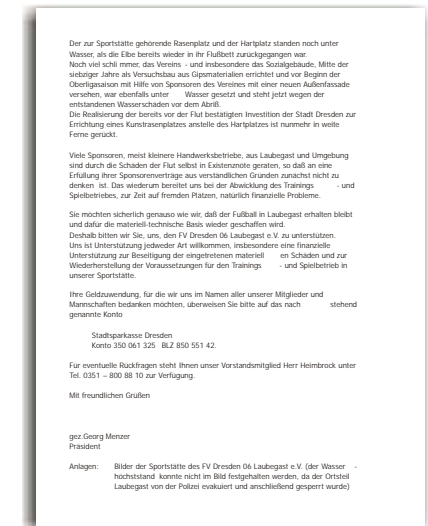 Der zur Sportstätte gehörende Rasenplatz und der Hartplatz standen noch unter
Wasser, als die Elbe bereits wieder in ihr Flußbett zurückgegangen war.
Noch viel schli mmer, das Vereins - und insbesondere das Sozialgebäude, Mitte der
siebziger Jahre als Versuchsbau aus Gipsmaterialien errichtet und vor Beginn der
Oberligasaison mit Hilfe von Sponsoren des Vereines mit einer neuen Außenfassade
versehen, war ebenfalls unter Wasser gesetzt und steht jetzt wegen der
entstandenen Wasserschäden vor dem Abriß.
Die Realisierung der bereits vor der Flut bestätigten Investition der Stadt Dresden zur
Errichtung eines Kunstrasenplatzes anstelle des Hartplatzes ist nunmehr in weite
Ferne gerückt.
Viele Sponsoren, meist kleinere Handwerksbetriebe, aus Laubegast und Umgebung
sind durch die Schäden der Flut selbst in Existenznote geraten, so daß an eine
Erfüllung ihrer Sponsorenverträge aus verständlichen Gründen zunächst nicht zu
denken ist. Das wiederum bereitet uns bei der Abwicklung des Trainings - und
Spielbetriebes, zur Zeit auf fremden Plätzen, natürlich finanzielle Probleme.
Sie möchten sicherlich genauso wie wir, daß der Fußball in Laubegast erhalten bleibt
und dafür die materiell-technische Basis wieder geschaffen wird.
Deshalb bitten wir Sie, uns, den FV Dresden 06 Laubegast e.V. zu unterstützen.
Uns ist Unterstützung jedweder Art willkommen, insbesondere eine finanzielle
Unterstützung zur Beseitigung der eingetretenen materiell en Schäden und zur
Wiederherstellung der Voraussetzungen für den Trainings - und Spielbetrieb in
unserer Sportstätte.
Ihre Geldzuwendung, für die wir uns im Namen aller unserer Mitglieder und
Mannschaften bedanken möchten, überweisen Sie bitte auf das nach stehend
genannte Konto
Stadtsparkasse Dresden
Konto 350 061 325 BLZ 850 551 42.
Für eventuelle Rückfragen steht Ihnen unser Vorstandsmitglied Herr Heimbrock unter
Tel. 0351 – 800 88 10 zur Verfügung.
Mit freundlichen Grüßen
gez.Georg Menzer
Präsident
Anlagen: Bilder der Sportstätte des FV Dresden 06 Laubegast e.V. (der Wasser -
höchststand konnte nicht im Bild festgehalten werden, da der Ortsteil
Laubegast von der Polizei evakuiert und anschließend gesperrt wurde)